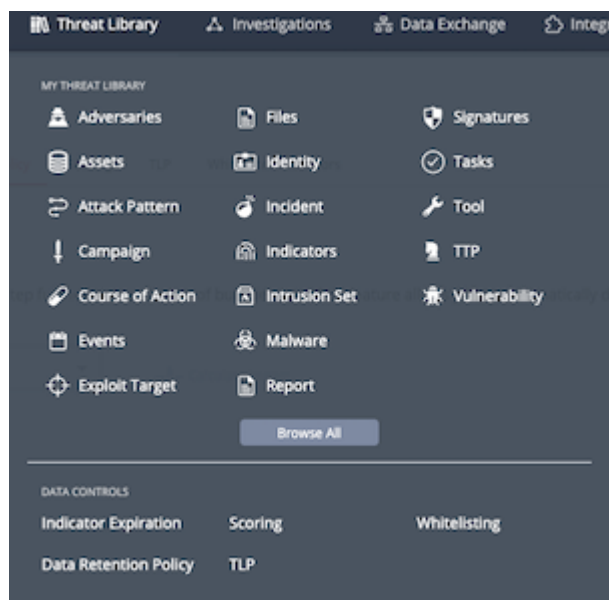 Threat Library Investigations Data Exchange Integ
MY THREAT LIBRARY
Adversaries Files Signatures
Assets Identity Tasks
Attack Pattern Incident Tool
Campaign Indicators TTP
Course of Action Intrusion Set Vulnerability
Events Malware
Exploit Target Report
Browse All
DATA CONTROLS
Indicator Expiration Scoring Whitelisting
Data Retention Policy TLP